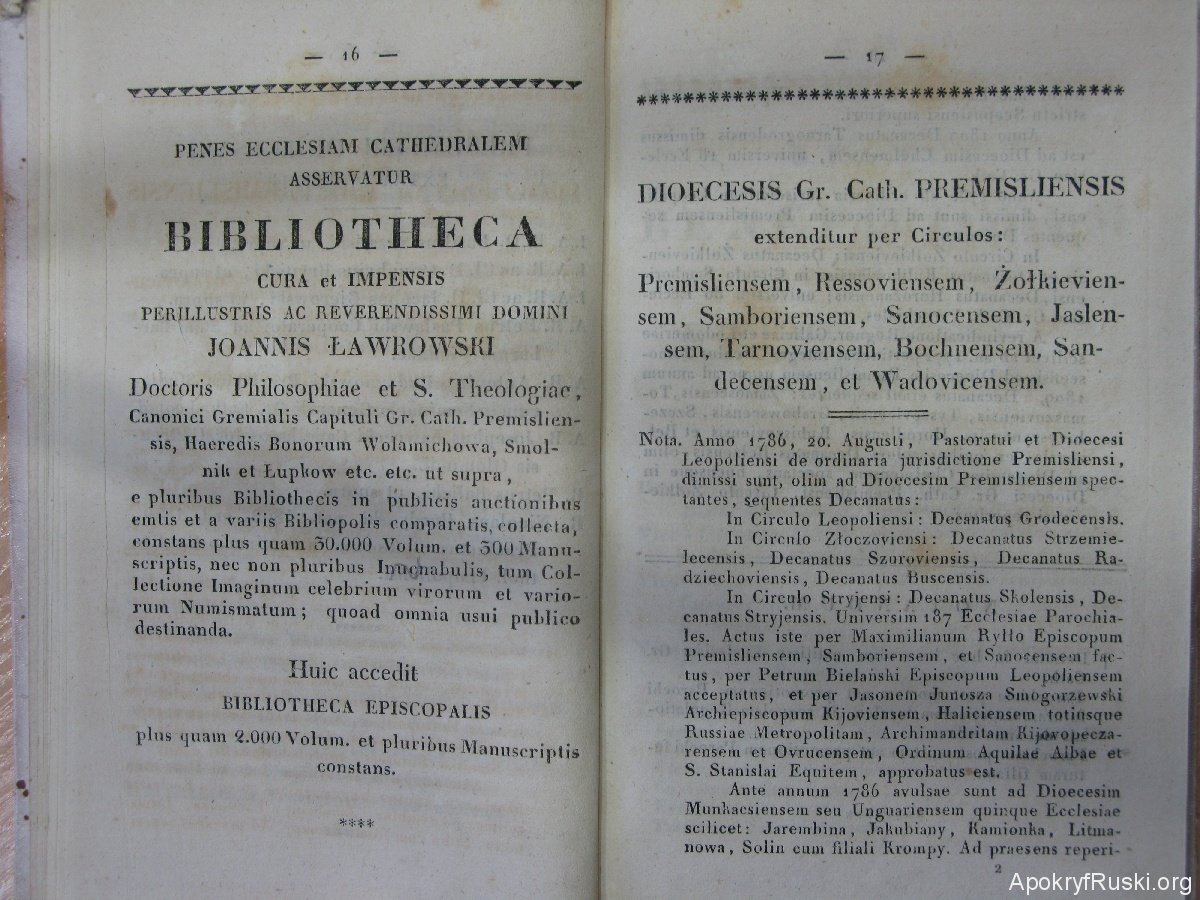 — 16 —
PENES ECCLESIAM CATHEDRALEM
ASSERVATUR
BIBLIOTHECA
CURA et IMPENSIS
PERILLUSTRIS AC REVERENDISSIMI DOMINI
JOANNIS ŁAWROWSKI
Doctoris Philosophiae et S. Theologiae,
Canonici Gremialis Capituli Gr. Cath. Premislien-
sis, Haeredis Bonorum Wolamichowa, Smol-
nik et Łupkow etc. etc. ut supra,
e pluribus Bibliothecis in publicis auctionibus
emtis et a variis Bibliopolis comparatis, collecta,
constans plus quam 30.000 Volum. et 300 Manu-
scriptis, nec non pluribus Inucnabulis, tum Col-
lectione Imaginum celebrium virorum et vario-
rum Numismatum; quoad omnia usui publico
destinanda.
Huic accedit
BIBLIOTHECA EPISCOPALIS
plus quam 2.000 Volum. et pluribus Manuscriptis
constans.
****
— 17 —
DIOECESIS Gr. Cath. PREMISLIENSIS
extenditur per Circulos:
Premisliensem, Ressoviensem, Żołkievien-
sem, Samboriensem, Sanocensem, Jaslen-
sem, Tarnoviensem, Bochnensem, San-
decensem, et Wadovicensem.
Nota. Anno 1786, 20. Augusti, Pastoratui et Dioecesi
Leopoliensi de ordinaria jurisdictione Premisliensi,
dimissi sunt, olim ad Dioecesim Premisliensem spec-
tantes, sequentes Decanatus:
In Circulo Leopoliensi: Decanatus Grodecensis.
In Circulo Złoczoviensi: Decanatus Strzemie-
lecensis, Decanatus Szuroviensis, Decanatus Ra-
dziechoviensis, Decanatus Buscensis.
In Circulo Stryjensi: Decanatus Skolensis, De-
canatus Stryjensis. Universim 187 Ecclesiae Parochia-
les. Actus iste per Maximilianum Ryłło Episcopum
Premisliensem, Samboriensem, et Sanocensem fac-
tus, per Petrum Bielański Episcopum Leopoliensem
acceptatus, et per Jasonem Junosza Smogorzewski
Archiepiscopum Kijoviensem, Haliciensem totiusque
Russiae Metropolitam, Archimandritam Kijovopecza-
rensem et Ovrucensem, Ordinum Aquilae Albae et
S. Stanislai Equitem, approbatus est.
Ante annum 1786 avulsae sunt ad Dioecesim
Munkacsiensem seu Unguariensem quinque Ecclesiae
scilicet: Jarembina, Jakubiany, Kamionka, Litma-
nowa, Solin cum filiali Krompy. Ad praesens reperi-
2
ApokryfRuski.org